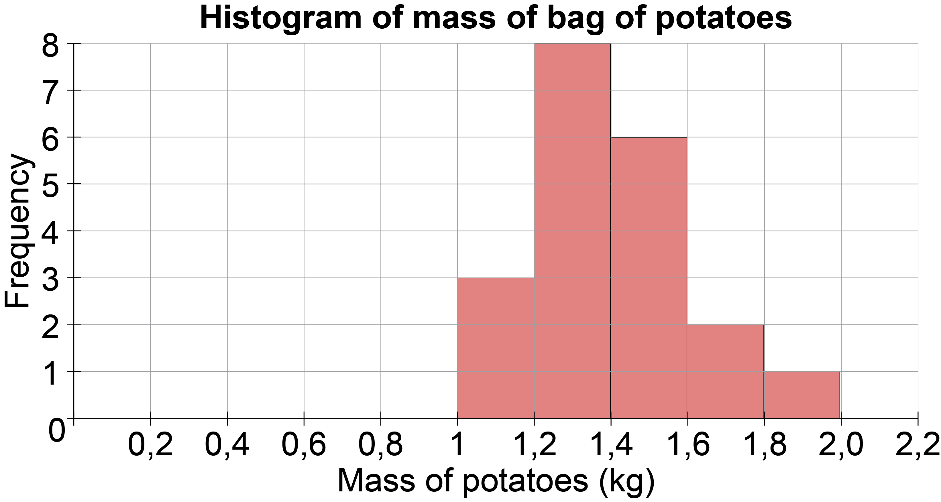 Histogram of mass of bag of potatoes
8
7
6
5
4
3
2
1
0
Frequency
0,2 0,4 0,6 0,8 1 1,2 1,4 1,6 1,8 2,0 2,2
Mass of potatoes (kg)